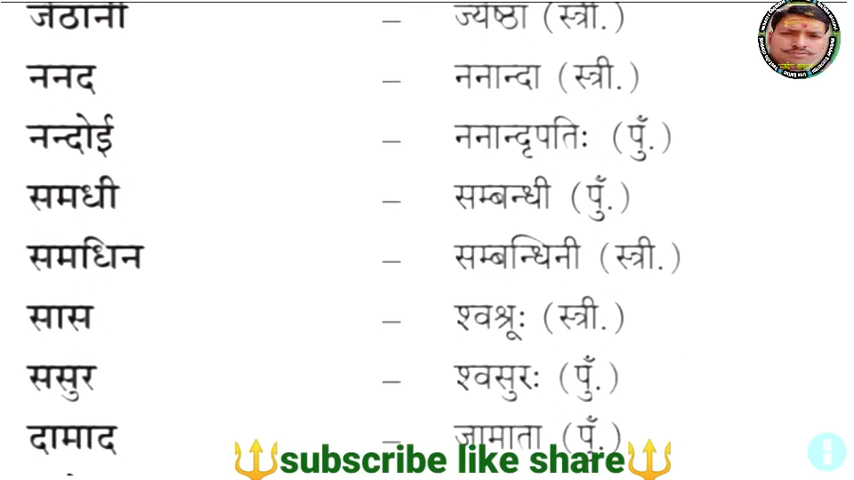 जेठानी – ज्येष्ठा (स्त्री.)
ननद – ननान्दा (स्त्री.)
नन्दोई – ननान्दृपतिः (पुँ.)
समधी – सम्बन्धी (पुँ.)
समधिन – सम्बन्धिनी (स्त्री.)
सास – श्वश्रूः (स्त्री.)
ससुर – श्वसुरः (पुँ.)
दामाद – जामाता (पुँ.)
🔱subscribe like share🔱